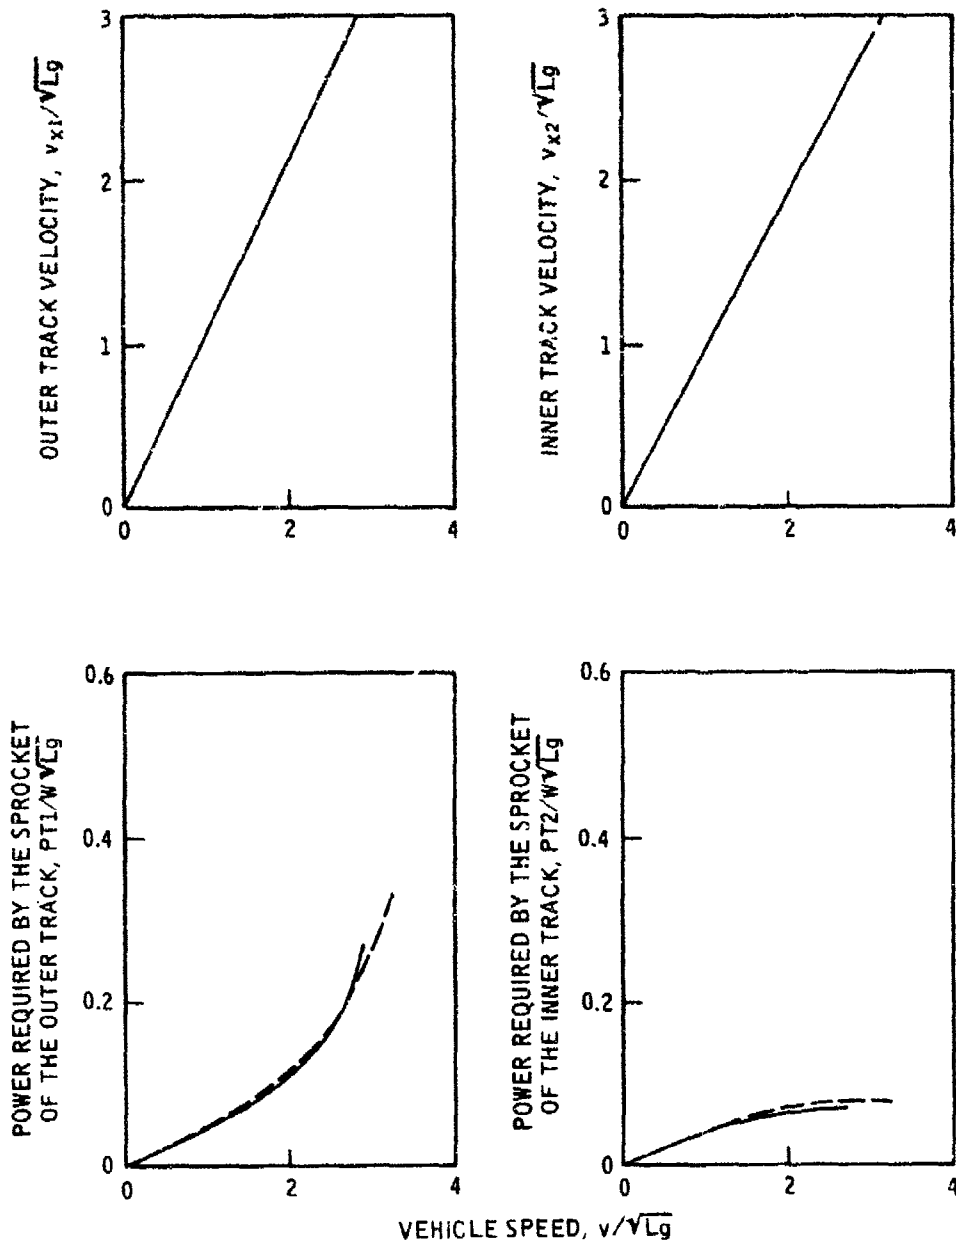 OUTER TRACK VELOCITY, vx1/√Lg
3
2
1
0
0 2 4
INNER TRACK VELOCITY, vx2/√Lg
3
2
1
0
0 2 4
POWER REQUIRED BY THE SPROCKET
OF THE OUTER TRACK, PT1/W√Lg
0.6
0.4
0.2
0
0 2 4
POWER REQUIRED BY THE SPROCKET
OF THE INNER TRACK, PT2/W√Lg
0.6
0.4
0.2
0
0 2 4
VEHICLE SPEED, v/√Lg